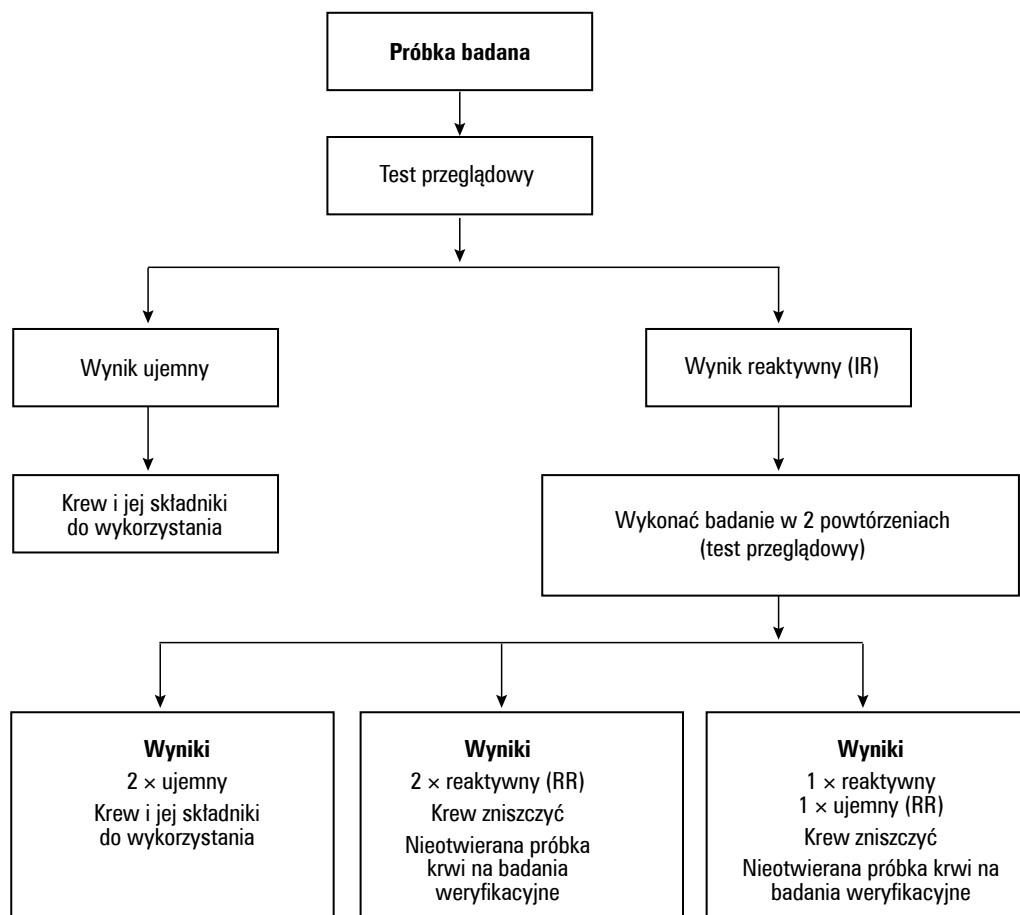 Próbka badana
Test przeglądowy
Wynik ujemny
Wynik reaktywny (IR)
Krew i jej składniki
do wykorzystania
Wykonać badanie w 2 powtórzeniach
(test przeglądowy)
Wyniki
2 × ujemny
Krew i jej składniki
do wykorzystania
Wyniki
2 × reaktywny (RR)
Krew zniszczyć
Nieotwierana próbka
krwi na badania
weryfikacyjne
Wyniki
1 × reaktywny
1 × ujemny (RR)
Krew zniszczyć
Nieotwierana próbka krwi na
badania weryfikacyjne